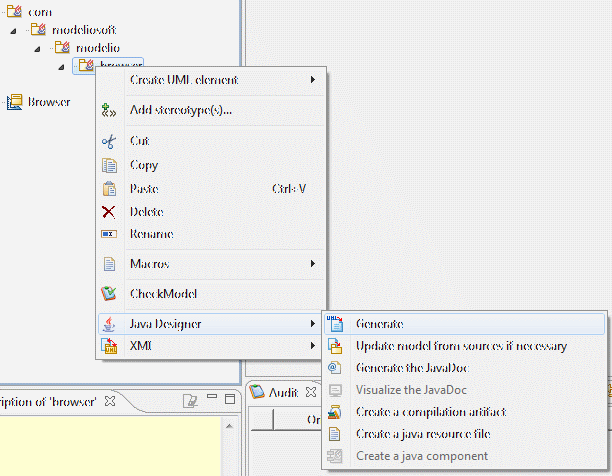 com
modeliosoft
modelio
browser
Create UML element
Browser
Add stereotype(s)...
Cut
Copy
Paste Ctrl+V
Delete
Rename
Macros
CheckModel
Java Designer
XMI
Generate
Update model from sources if necessary
Generate the JavaDoc
Visualize the JavaDoc
Create a compilation artifact
Create a java resource file
Create a java component
Audit
ription of 'browser'